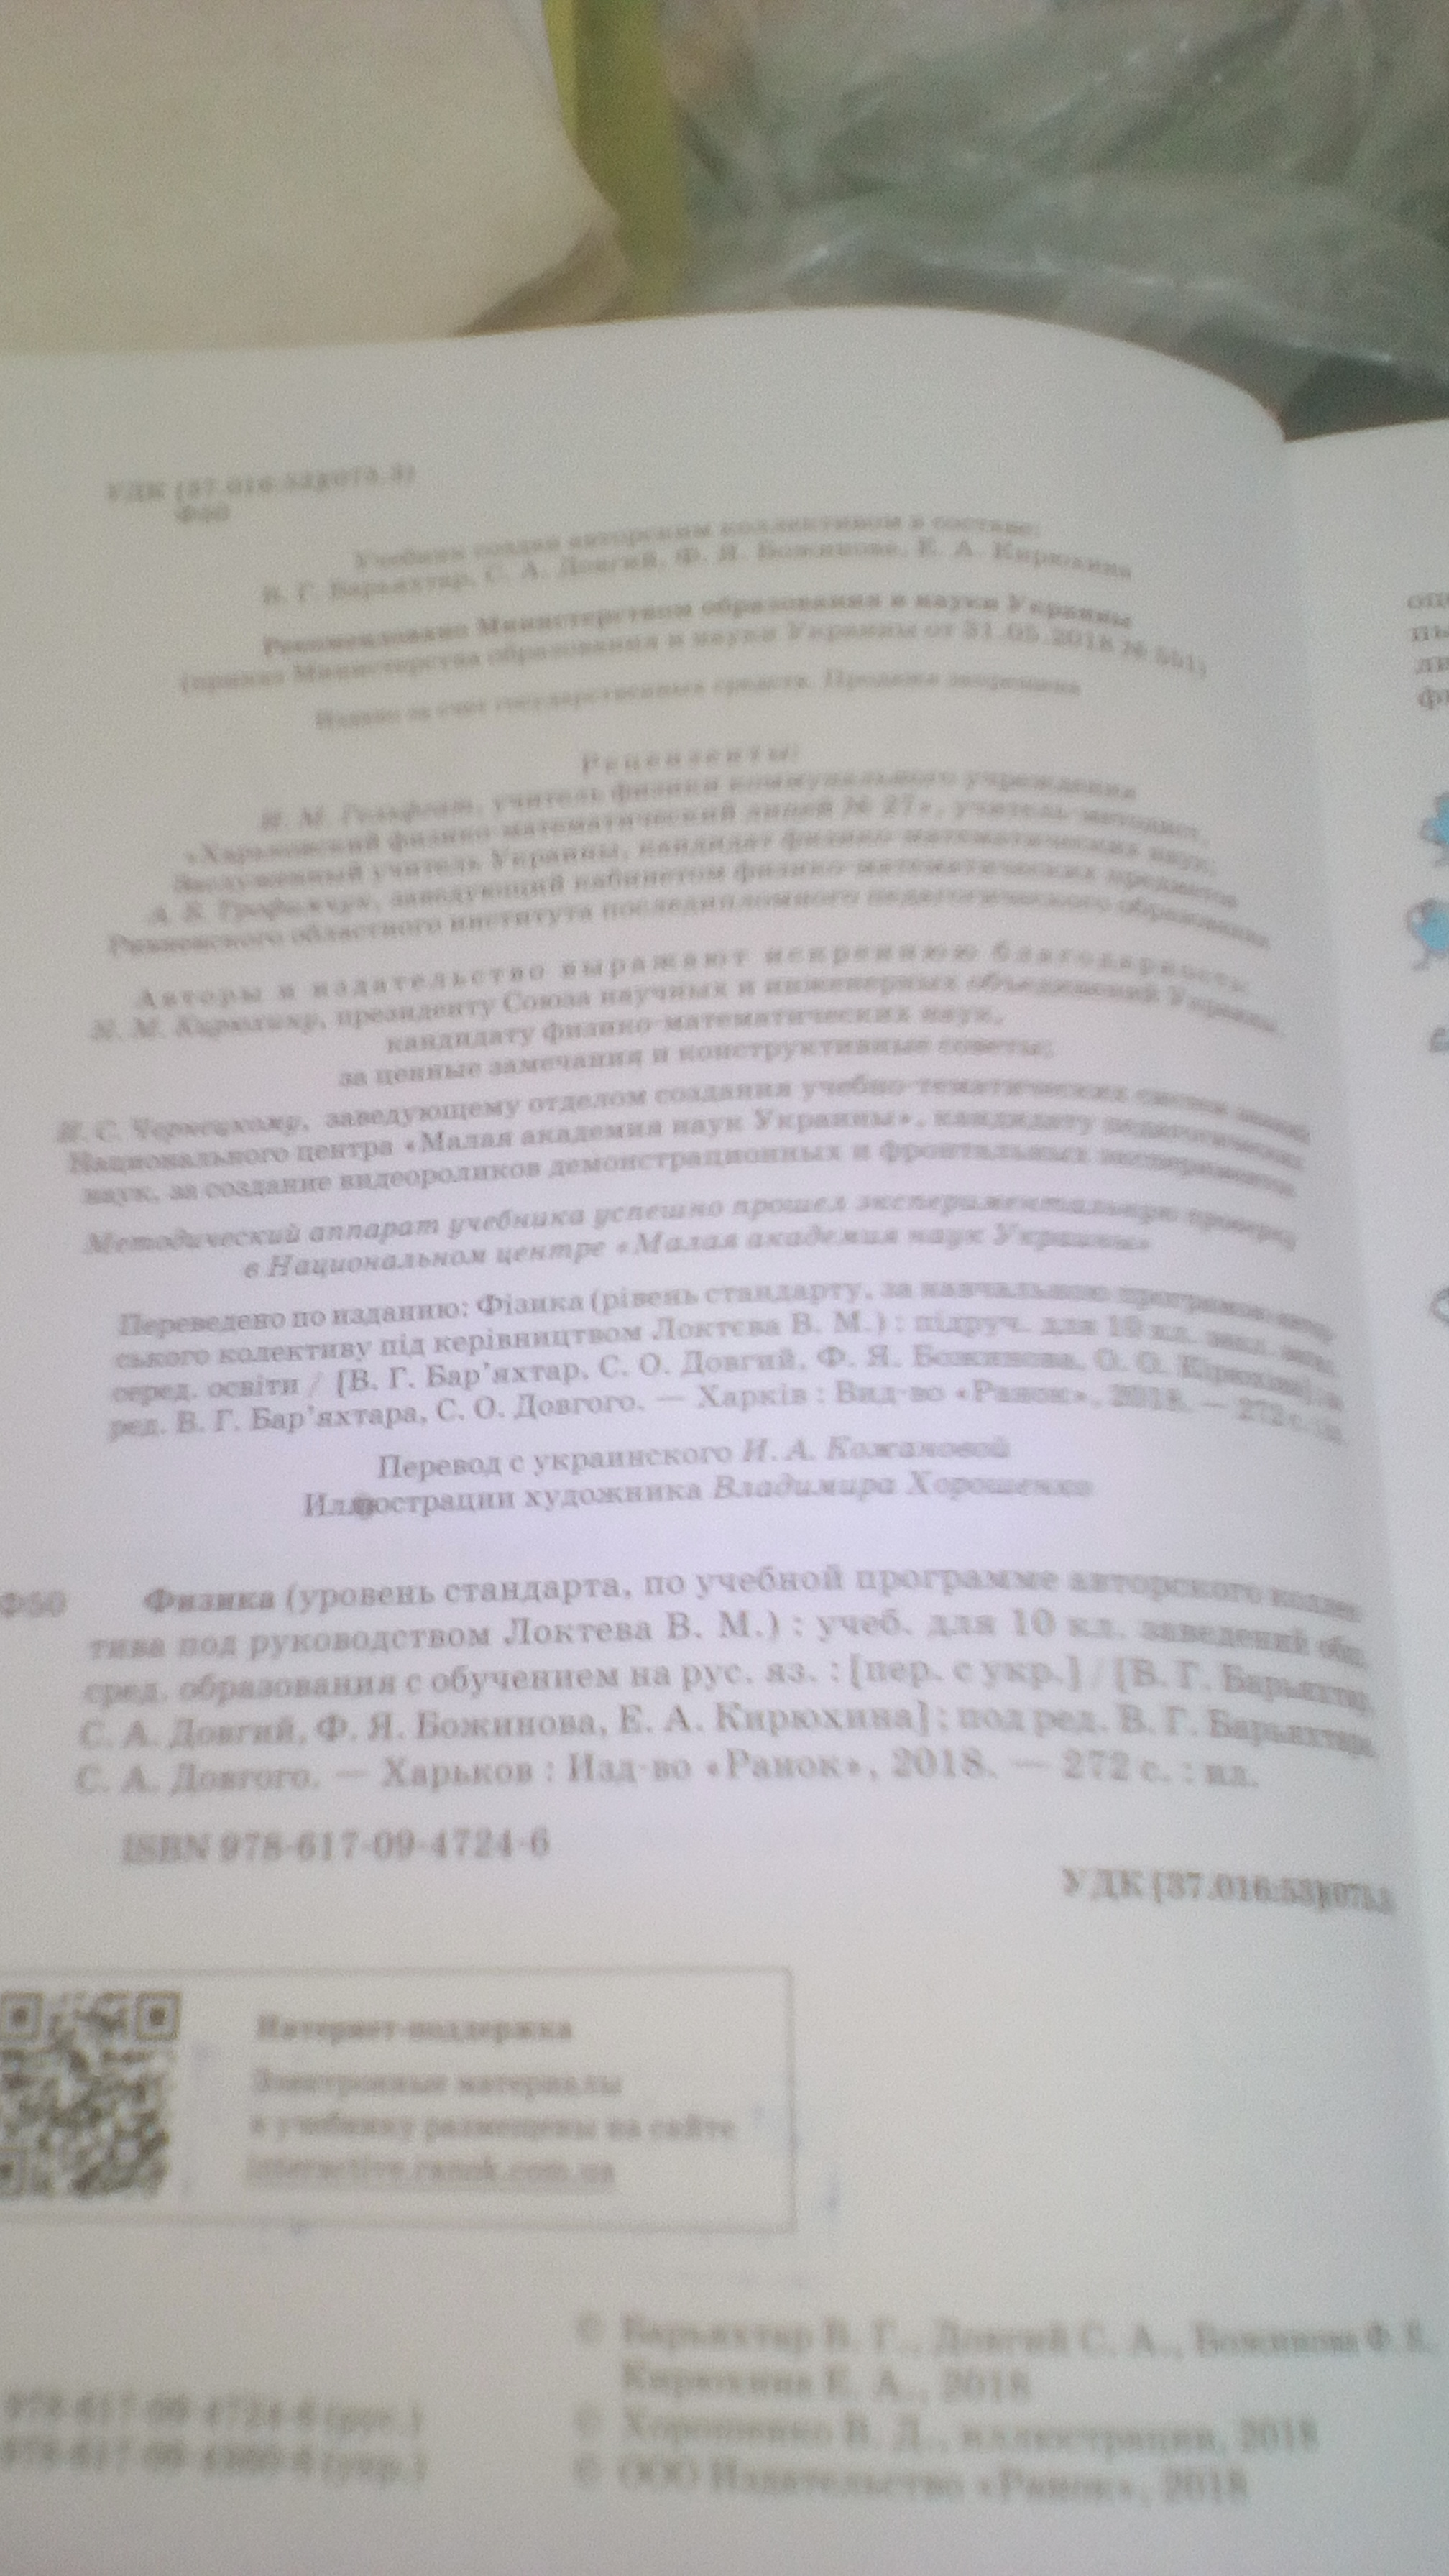 УДК [37.016:53](075.3)
Ф50
Учебник создан авторским коллективом в составе:
В. Г. Барьяхтар, С. А. Довгий, Ф. Я. Божинова, Е. А. Кирюхина
Рекомендовано Министерством образования и науки Украины
(приказ Министерства образования и науки Украины от 31.05.2018 № 551)
Издано за счет государственных средств. Продажа запрещена
Рецензенты:
И. М. Гельфгат, учитель физики коммунального учреждения
«Харьковский физико-математический лицей № 27», учитель-методист,
Заслуженный учитель Украины, кандидат физико-математических наук;
А. Б. Трофимчук, заведующий кабинетом физико-математических предметов
Ривненского областного института последипломного педагогического образования
Авторы и издательство выражают искреннюю благодарность:
И. М. Кирюхину, президенту Союза научных и инженерных объединений Украины,
кандидату физико-математических наук,
за ценные замечания и конструктивные советы;
И. С. Чернецкому, заведующему отделом создания учебно-тематических систем знаний
Национального центра «Малая академия наук Украины», кандидату педагогических
наук, за создание видеороликов демонстрационных и фронтальных экспериментов
Методический аппарат учебника успешно прошел экспериментальную проверку
в Национальном центре «Малая академия наук Украины»
Переведено по изданию: Фізика (рівень стандарту, за навчальною програмою автор-
ського колективу під керівництвом Локтєва В. М.) : підруч. для 10 кл. закл. загал.
серед. освіти / [В. Г. Бар’яхтар, С. О. Довгий, Ф. Я. Божинова, О. О. Кірюхіна]; за
ред. В. Г. Бар’яхтара, С. О. Довгого. — Харків : Вид-во «Ранок», 2018. — 272 с. : іл.
Перевод с украинского И. А. Кожановой
Иллюстрации художника Владимира Хорошенко
Ф50 Физика (уровень стандарта, по учебной программе авторского коллек-
тива под руководством Локтева В. М.) : учеб. для 10 кл. заведений общ.
сред. образования с обучением на рус. яз. : [пер. с укр.] / [В. Г. Барьяхтар,
С. А. Довгий, Ф. Я. Божинова, Е. А. Кирюхина] ; под ред. В. Г. Барьяхтара,
С. А. Довгого. — Харьков : Изд-во «Ранок», 2018. — 272 с. : ил.
ISBN 978-617-09-4724-6
УДК [37.016:53](075.3
Интернет-поддержка
Электронные материалы
к учебнику размещены на сайте
interactive.ranok.com.ua
© Барьяхтар В. Г., Довгий С. А., Божинова Ф. Я.
Кирюхина Е. А., 2018
978-617-09-4724-6 (рус.)
© Хорошенко В. Д., иллюстрации, 2018
(укр.)
© ООО Издательство «Ранок», 2018